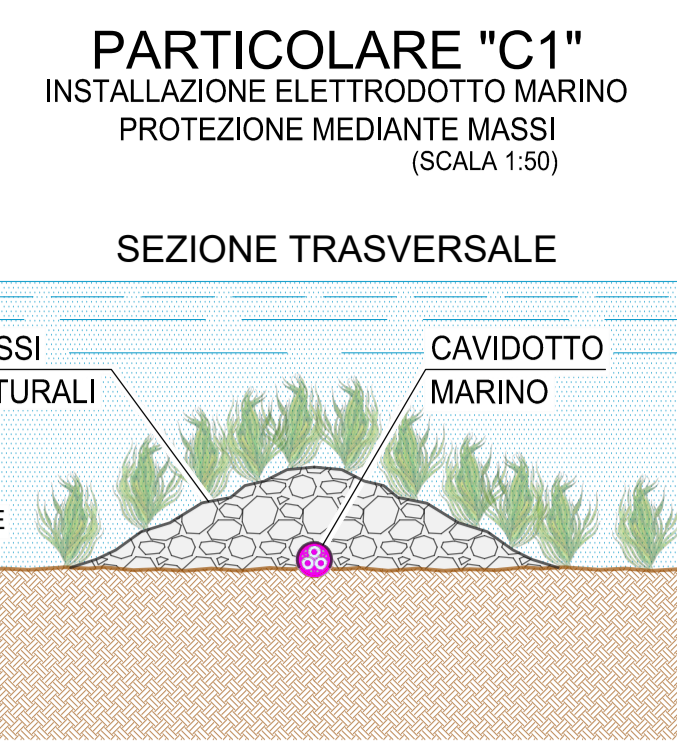 PARTICOLARE "C1"
INSTALLAZIONE ELETTRODOTTO MARINO
PROTEZIONE MEDIANTE MASSI
(SCALA 1:50)
SEZIONE TRASVERSALE
SSI
TURALI
CAVIDOTTO
MARINO
E